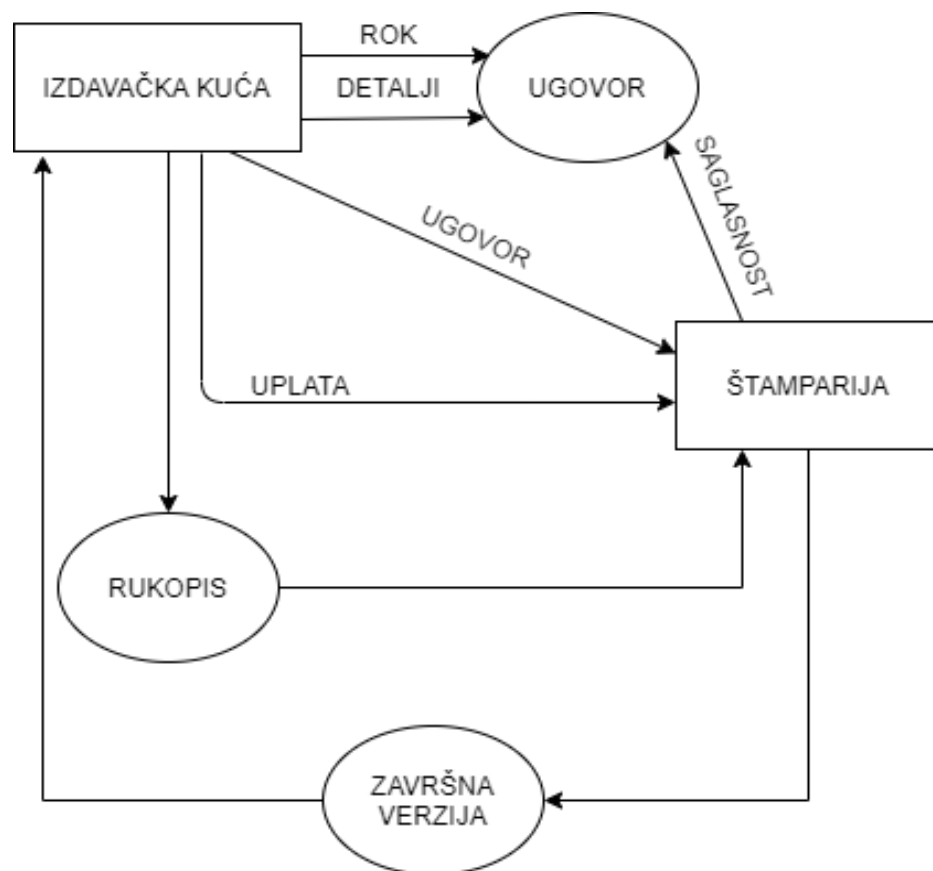 ROK
IZDAVAČKA KUĆA
DETALJI
UGOVOR
SAGLASNOST
UGOVOR
UPLATA
ŠTAMPARIJA
RUKOPIS
ZAVRŠNA
VERZIJA